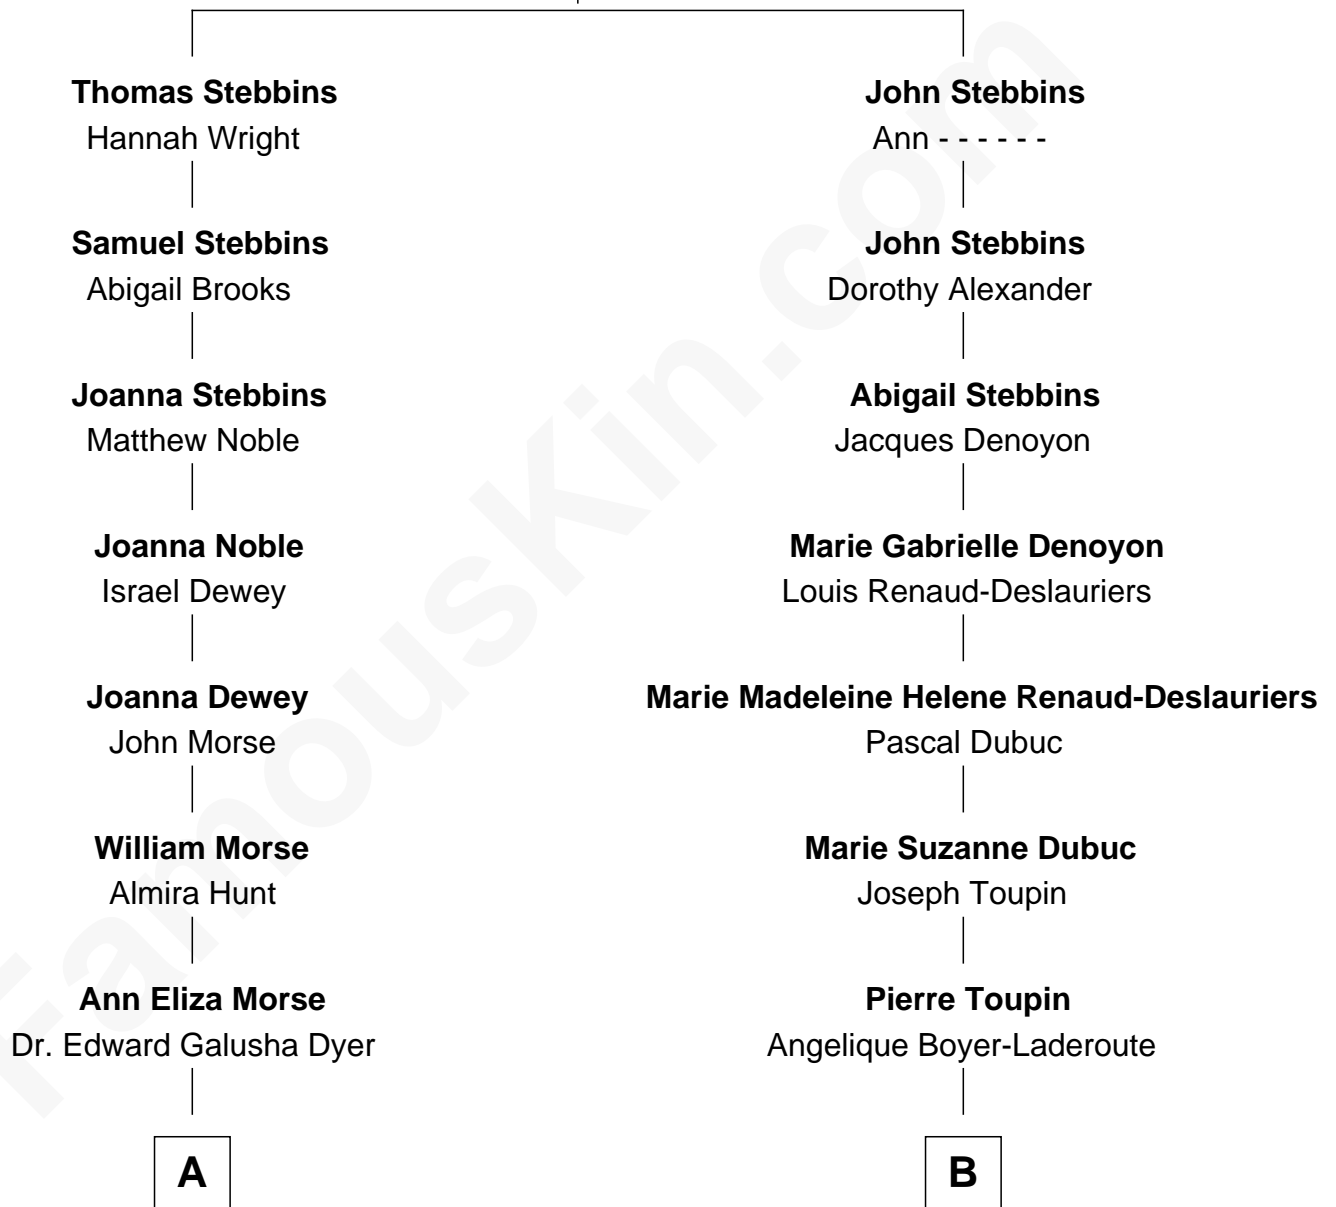 Thomas Stebbins
Hannah Wright
Samuel Stebbins
Abigail Brooks
Joanna Stebbins
Matthew Noble
Joanna Noble
Israel Dewey
Joanna Dewey
John Morse
William Morse
Almira Hunt
Ann Eliza Morse
Dr. Edward Galusha Dyer
A
John Stebbins
Ann - - - - - -
John Stebbins
Dorothy Alexander
Abigail Stebbins
Jacques Denoyon
Marie Gabrielle Denoyon
Louis Renaud-Deslauriers
Marie Madeleine Helene Renaud-Deslauriers
Pascal Dubuc
Marie Suzanne Dubuc
Joseph Toupin
Pierre Toupin
Angelique Boyer-Laderoute
B
FamousKin.com